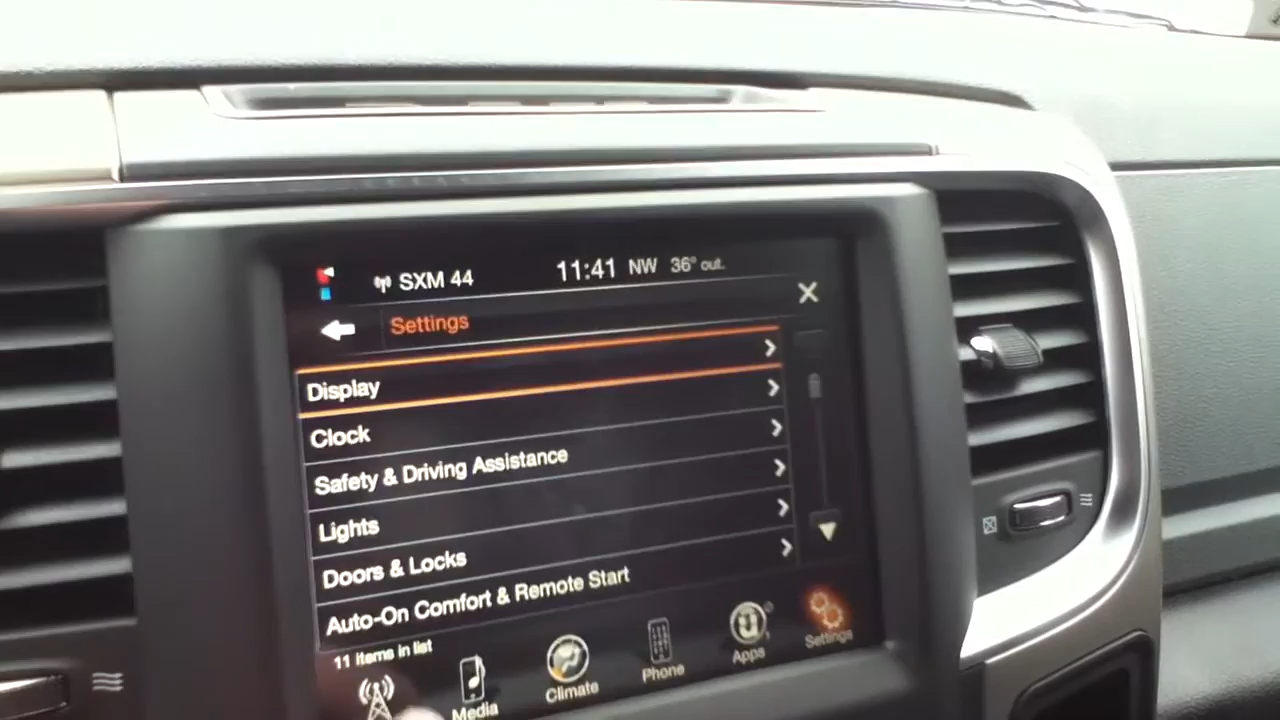 SXM 44 11:41 NW 36° out.
Settings
Display
Clock
Safety & Driving Assistance
Lights
Doors & Locks
Auto-On Comfort & Remote Start
11 Items in list
Media Climate Phone Apps Settings